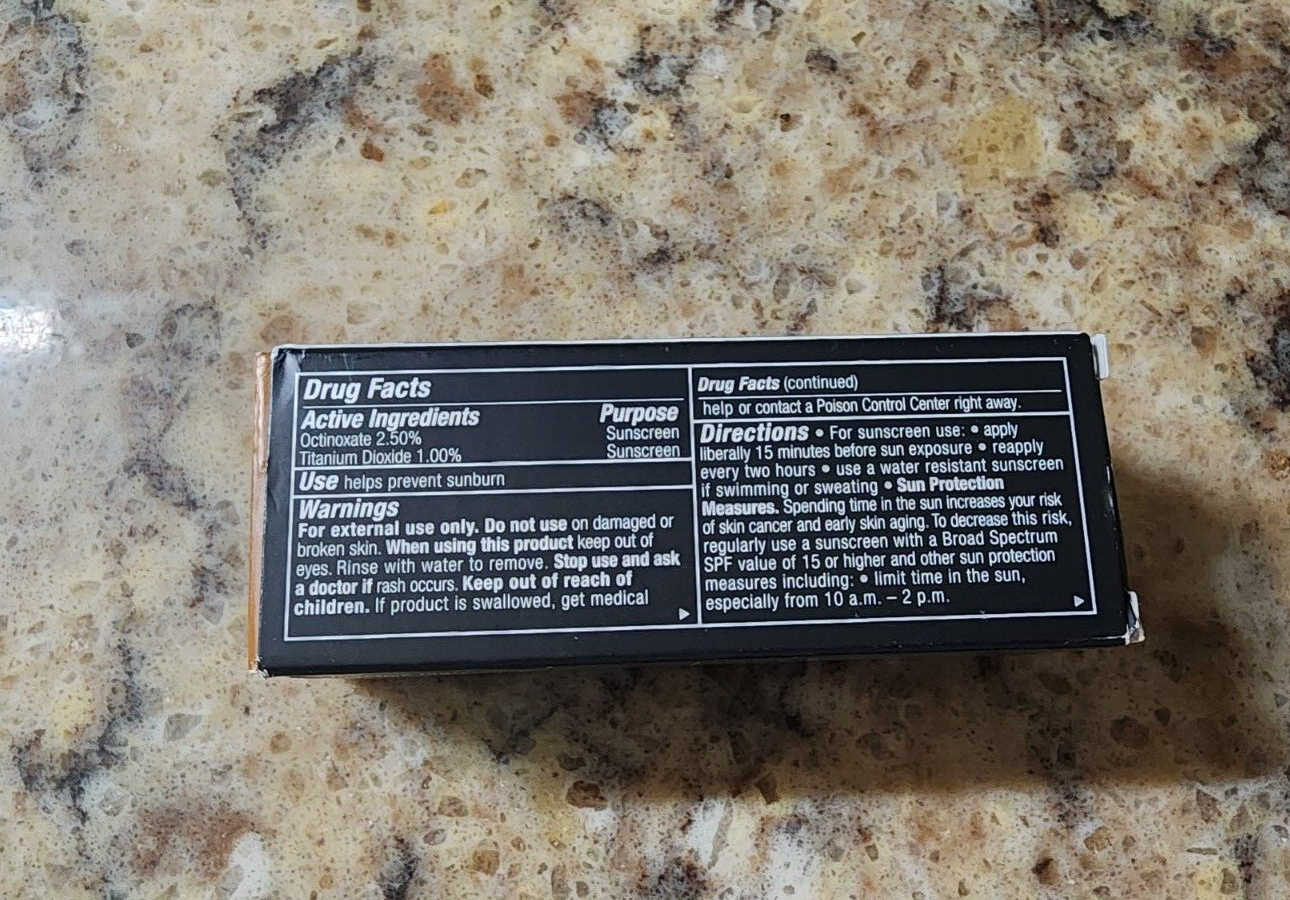 Drug Facts
Active Ingredients Purpose
Octinoxate 2.50% Sunscreen
Titanium Dioxide 1.00% Sunscreen
Use helps prevent sunburn
Warnings
For external use only. Do not use on damaged or
broken skin. When using this product keep out of
eyes. Rinse with water to remove. Stop use and ask
a doctor if rash occurs. Keep out of reach of
children. If product is swallowed, get medical
Drug Facts (continued)
help or contact a Poison Control Center right away.
Directions • For sunscreen use: • apply
liberally 15 minutes before sun exposure • reapply
every two hours • use a water resistant sunscreen
if swimming or sweating • Sun Protection
Measures. Spending time in the sun increases your risk
of skin cancer and early skin aging. To decrease this risk,
regularly use a sunscreen with a Broad Spectrum
SPF value of 15 or higher and other sun protection
measures including: • limit time in the sun,
especially from 10 a.m. – 2 p.m.